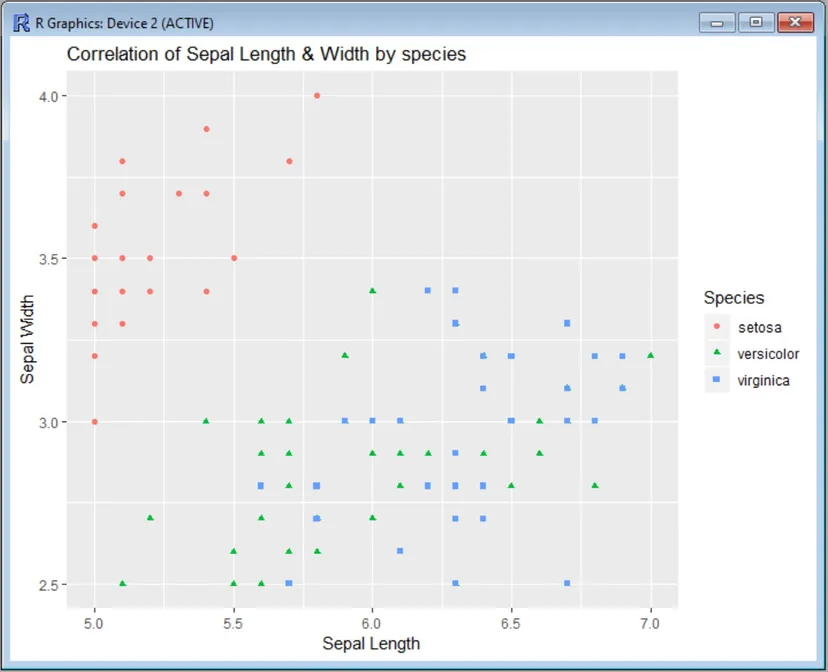 R Graphics: Device 2 (ACTIVE)
Correlation of Sepal Length & Width by species
4.0
3.5
3.0
2.5
Sepal Width
5.0
5.5
6.0
6.5
7.0
Sepal Length
Species
setosa
versicolor
virginica